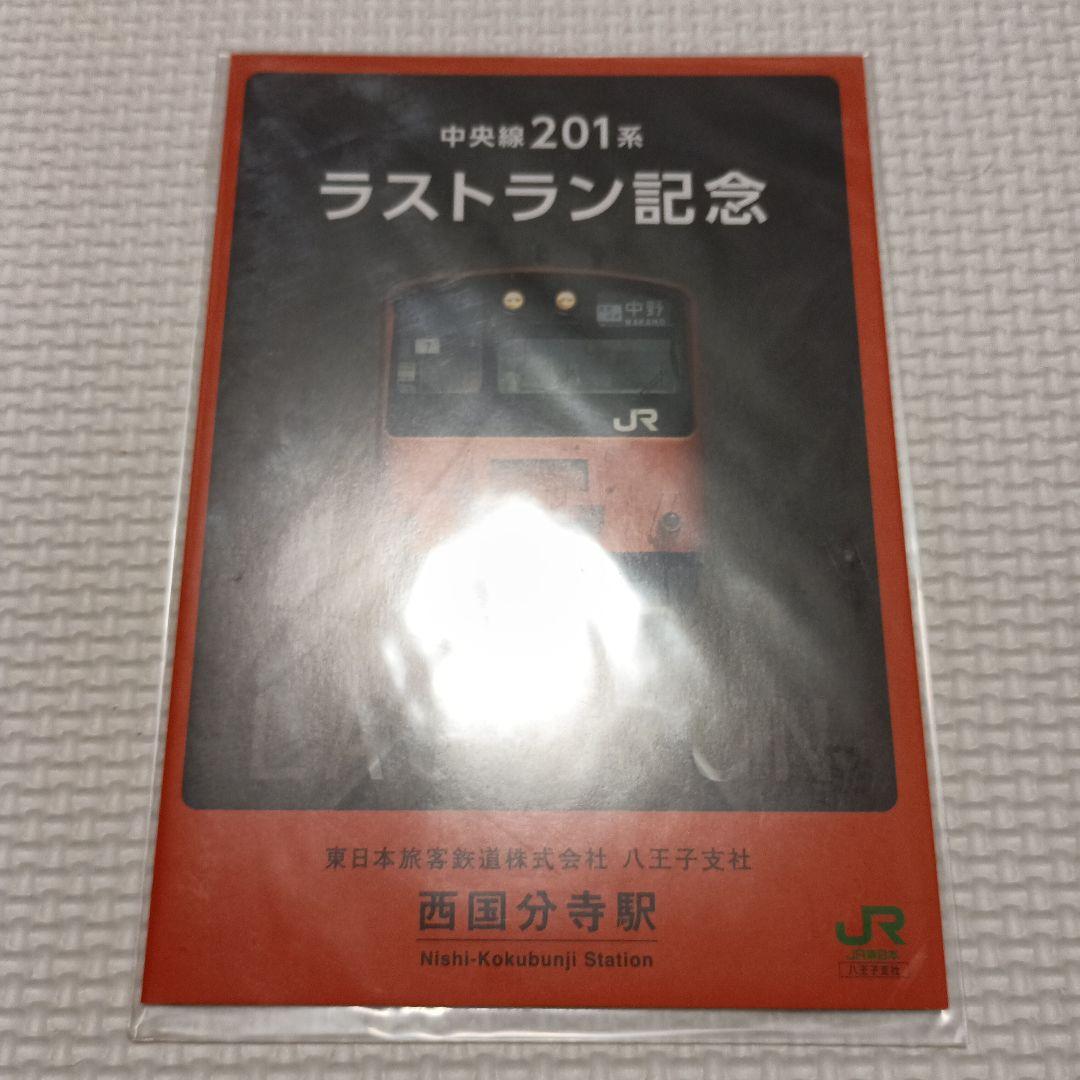 中央線201系
ラストラン記念
中野
NAKANO
7
JR
東日本旅客鉄道株式会社 八王子支社
西国分寺駅
Nishi-Kokubunji Station
JR
JR東日本
八王子支社